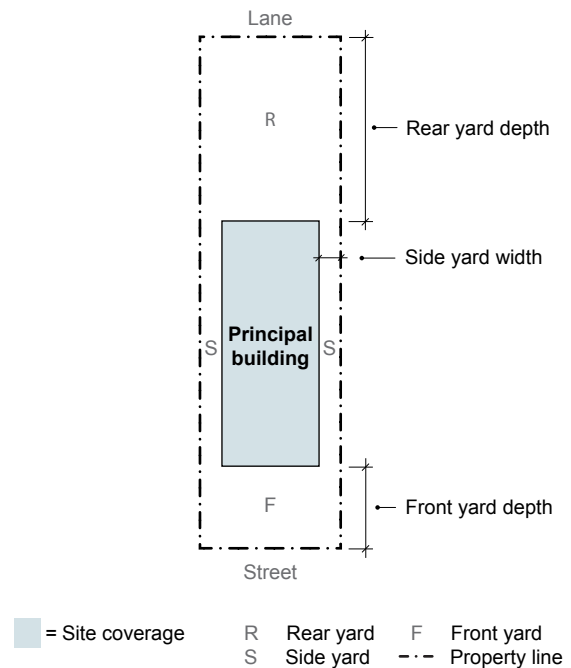 Lane
R
Rear yard depth
Side yard width
Principal
building
S
S
F
Front yard depth
Street
= Site coverage
R Rear yard
F Front yard
S Side yard
Property line